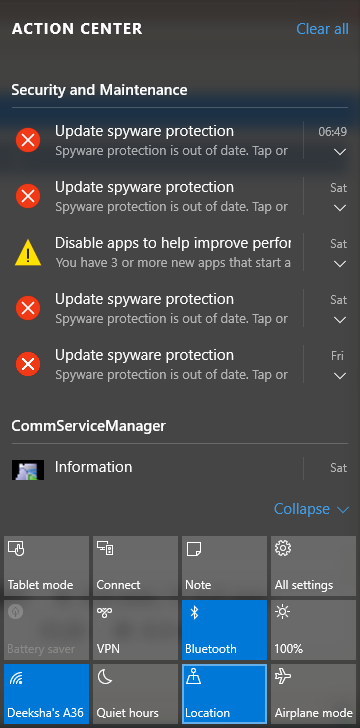 ACTION CENTER Clear all
Security and Maintenance
Update spyware protection 06:49
Spyware protection is out of date. Tap or
Update spyware protection Sat
Spyware protection is out of date. Tap or
Disable apps to help improve perfor Sat
You have 3 or more new apps that start a
Update spyware protection Sat
Spyware protection is out of date. Tap or
Update spyware protection Fri
Spyware protection is out of date. Tap or
CommServiceManager
Information Sat
Collapse
Tablet mode Connect Note All settings
Battery saver VPN Bluetooth 100%
Deeksha's A36 Quiet hours Location Airplane mode